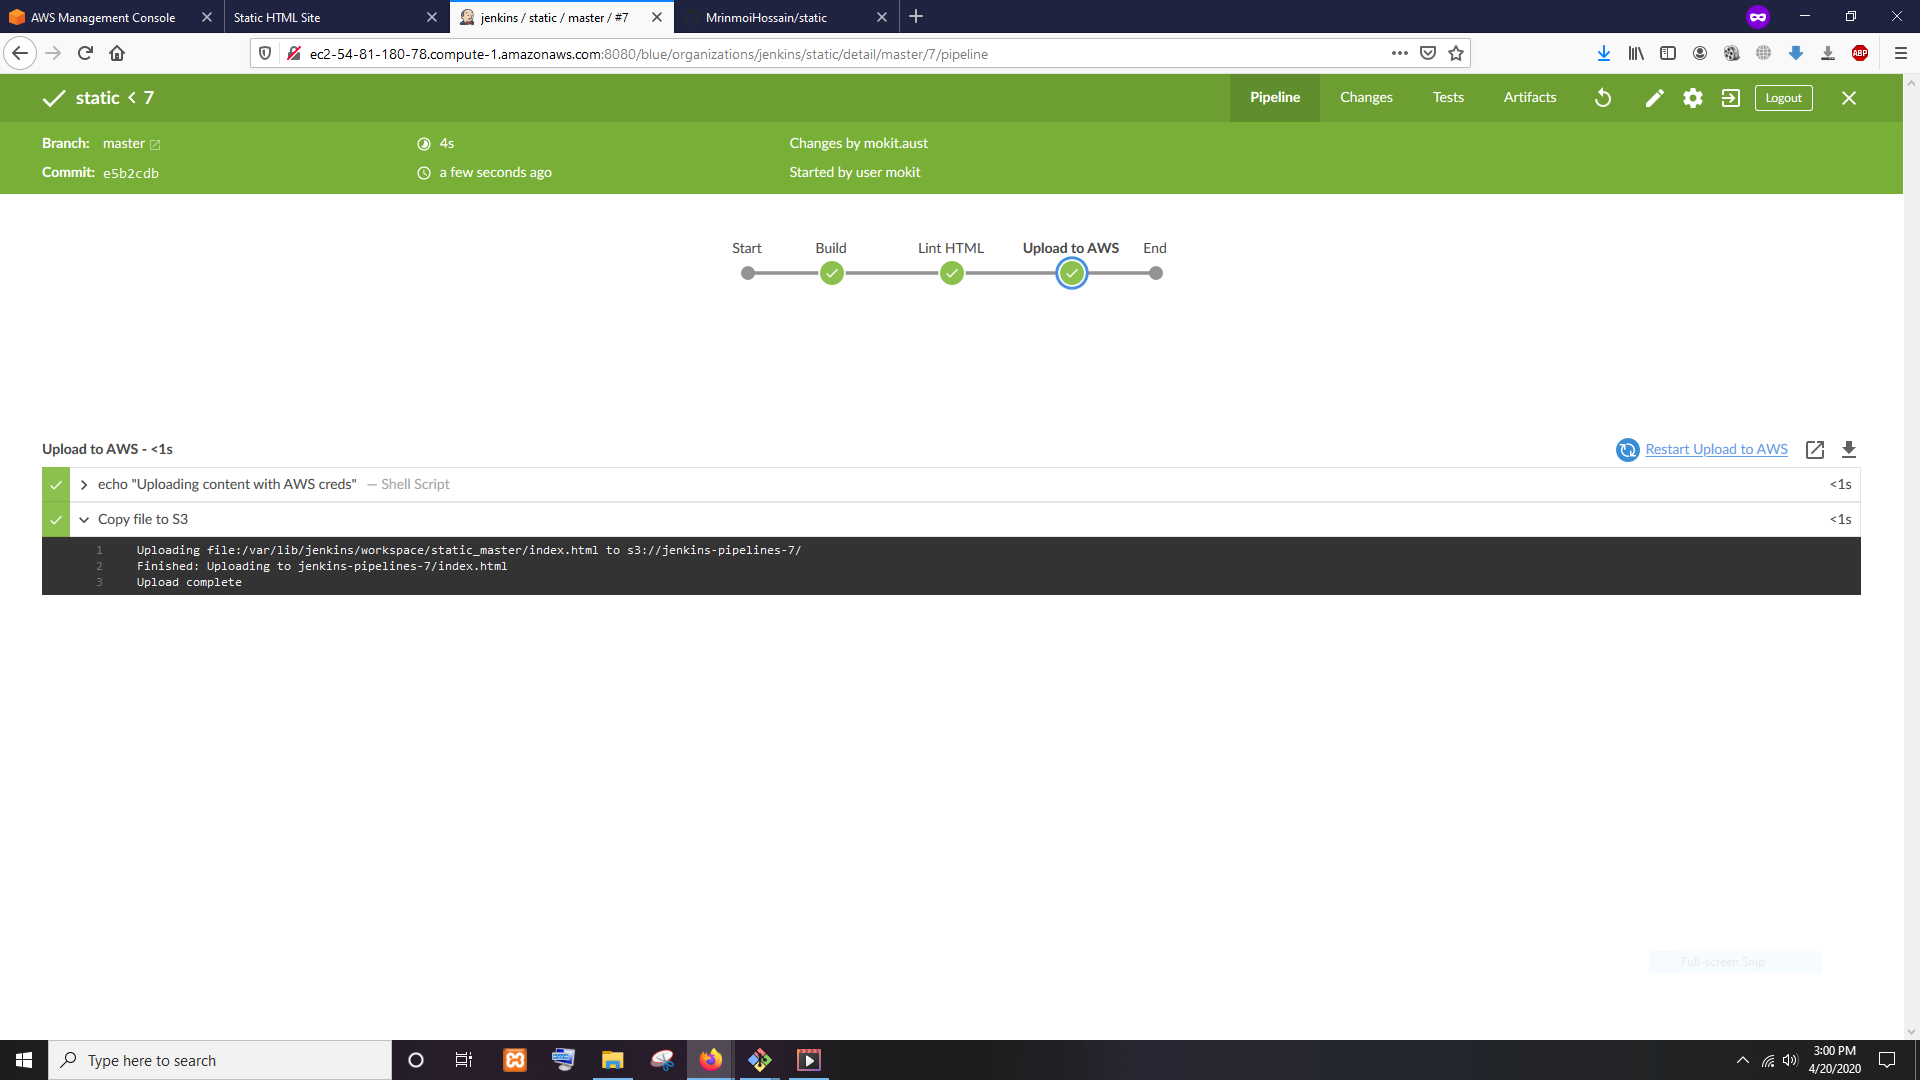 AWS Management Console
Static HTML Site
jenkins / static / master / #7
MrinmoiHossain/static
ec2-54-81-180-78.compute-1.amazonaws.com:8080/blue/organizations/jenkins/static/detail/master/7/pipeline
ABP
static < 7
Pipeline
Changes
Tests
Artifacts
Logout
Branch: master
4s
Changes by mokit.aust
Commit: e5b2cdb
a few seconds ago
Started by user mokit
Start
Build
Lint HTML
Upload to AWS
End
Upload to AWS - <1s
Restart Upload to AWS
echo "Uploading content with AWS creds" — Shell Script
<1s
Copy file to S3
<1s
1 Uploading file:/var/lib/jenkins/workspace/static_master/index.html to s3://jenkins-pipelines-7/
2 Finished: Uploading to jenkins-pipelines-7/index.html
3 Upload complete
Full-screen Snip
Type here to search
3:00 PM
4/20/2020